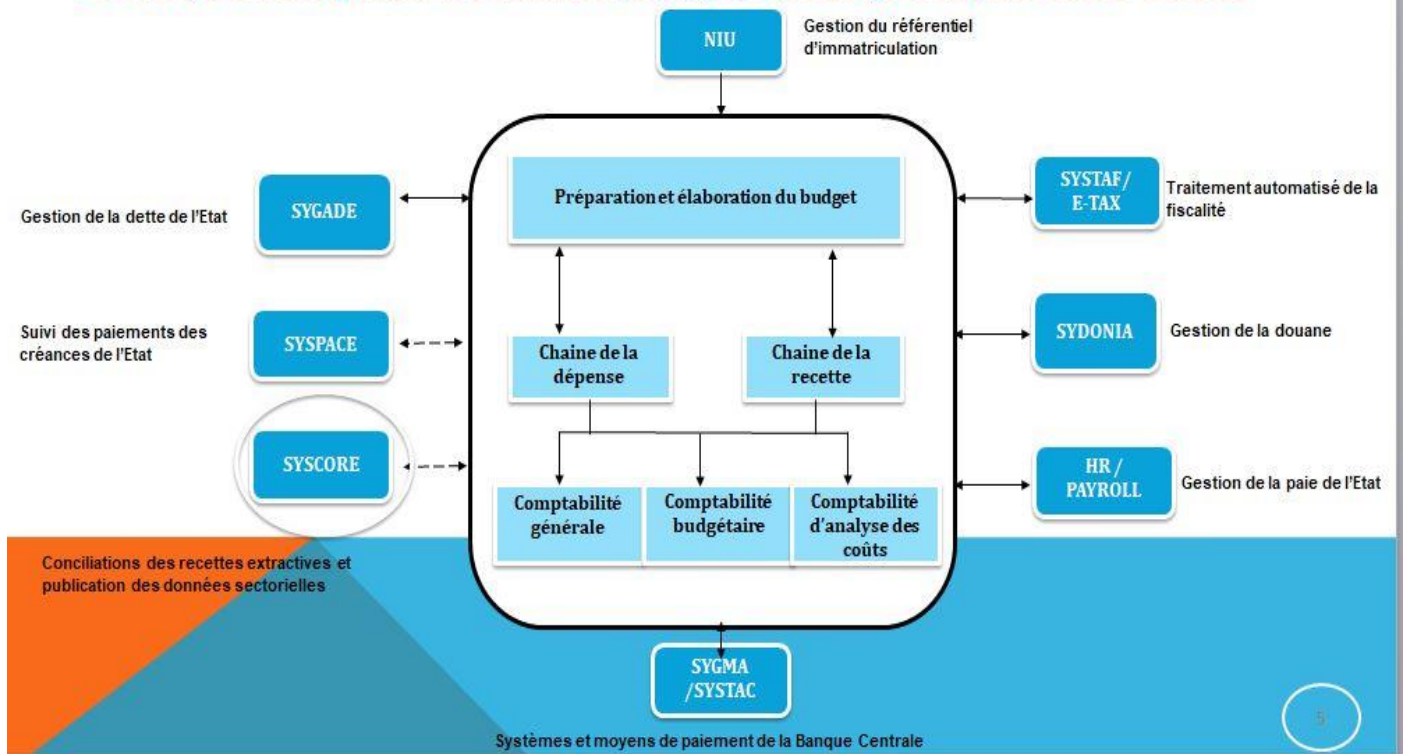 NIU
Gestion du référentiel
d'immatriculation
Préparation et élaboration du budget
SYGADE
Gestion de la dette de l'Etat
SYSTAF/
E-TAX
Traitement automatisé de la
fiscalité
Suivi des paiements des
créances de l'Etat
SYSPACE
Chaine de la
dépense
Chaine de la
recette
SYDONIA
Gestion de la douane
SYSCORE
Comptabilité
générale
Comptabilité
budgétaire
Comptabilité
d'analyse des
coûts
HR /
PAYROLL
Gestion de la paie de l'Etat
Conciliations des recettes extractives et
publication des données sectorielles
SYGMA
/SYSTAC
Systèmes et moyens de paiement de la Banque Centrale
5